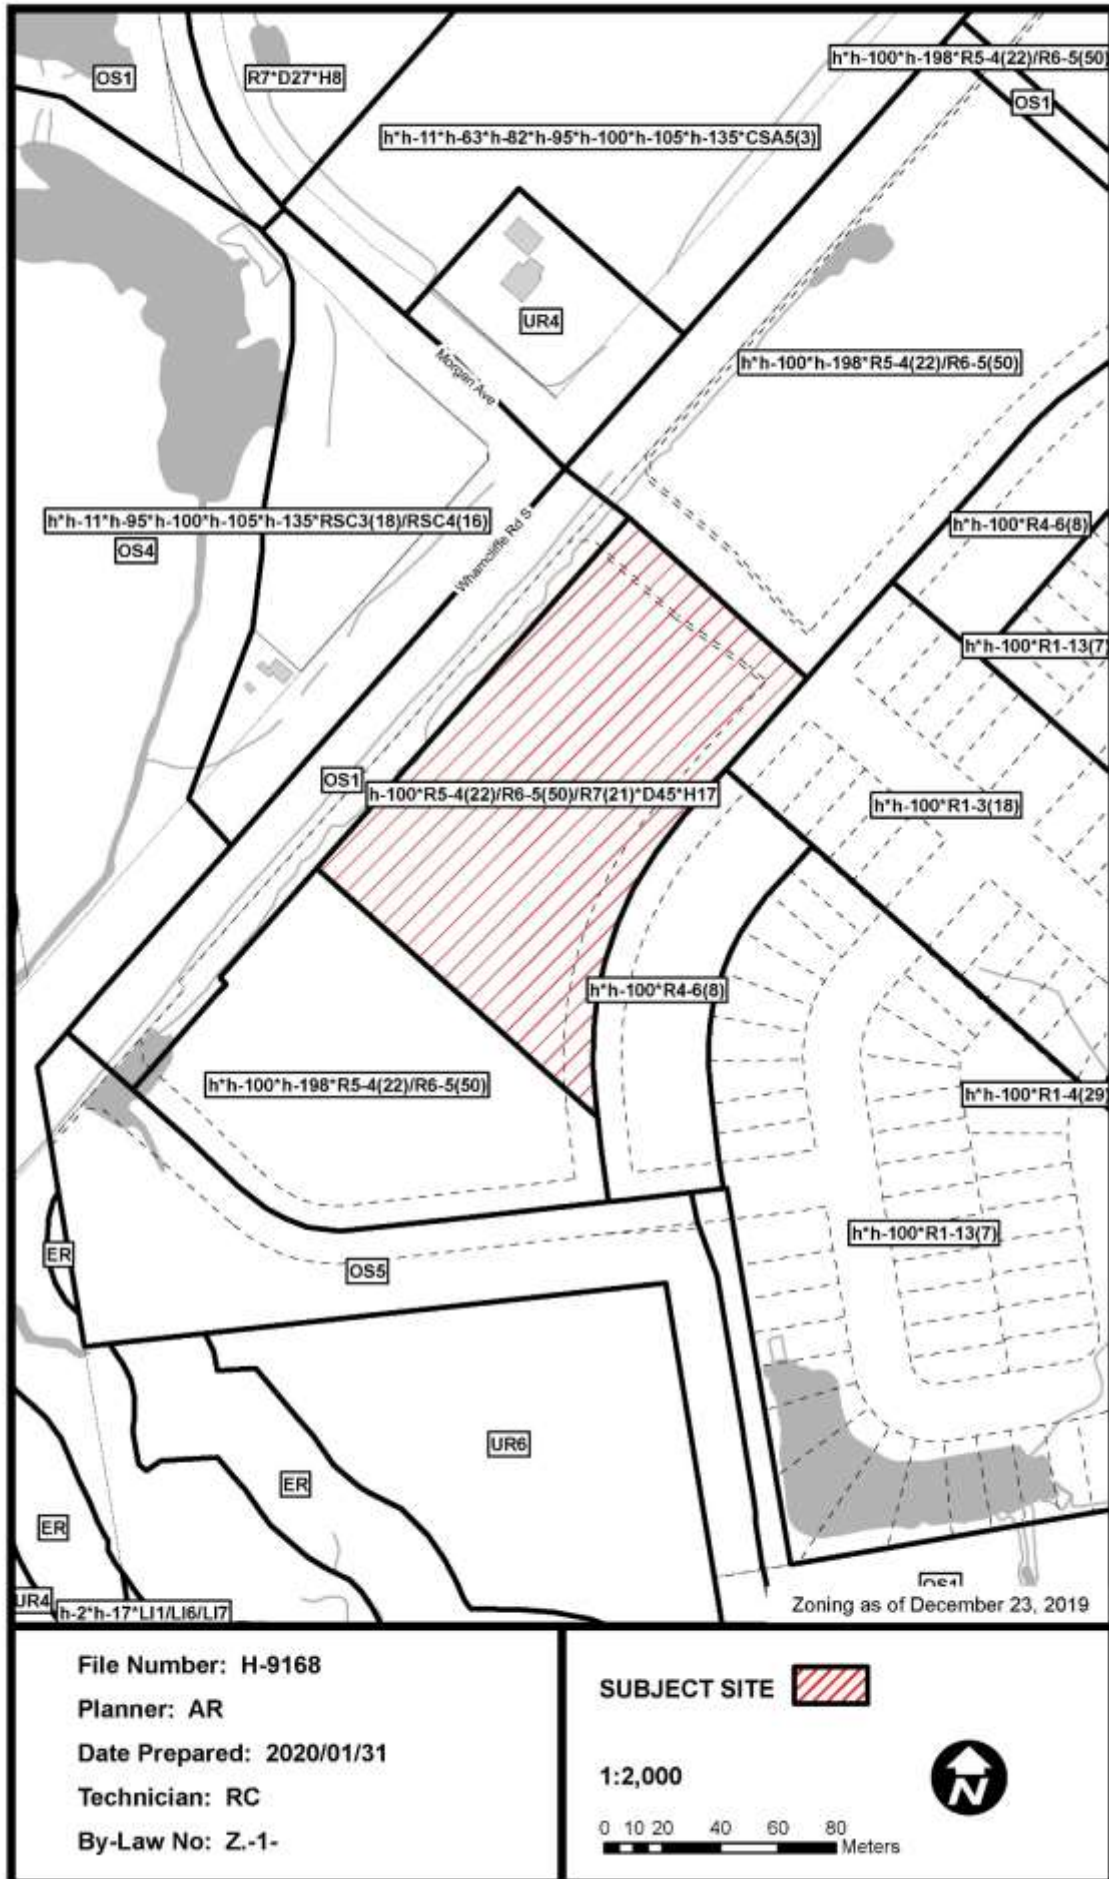 h*h-100*h-198*R5-4(22)/R6-5(50)
OS1
R7*D27*H8
OS1
h*h-11*h-63*h-82*h-95*h-100*h-105*h-135*CSA5(3)
UR4
Morgan Ave
h*h-100*h-198*R5-4(22)/R6-5(50)
h*h-11*h-95*h-100*h-105*h-135*RSC3(18)/RSC4(16)
OS4
Wharncliffe Rd S
h*h-100*R4-6(8)
h*h-100*R1-13(7)
OS1
h-100*R5-4(22)/R6-5(50)/R7(21)*D45*H17
h*h-100*R1-3(18)
h*h-100*R4-6(8)
h*h-100*h-198*R5-4(22)/R6-5(50)
h*h-100*R1-4(29)
h*h-100*R1-13(7)
ER
OS5
UR6
ER
ER
OS1
UR4
h-2*h-17*LI1/LI6/LI7
Zoning as of December 23, 2019
File Number: H-9168
Planner: AR
Date Prepared: 2020/01/31
Technician: RC
By-Law No: Z.-1-
SUBJECT SITE
1:2,000
N
0 10 20 40 60 80
Meters